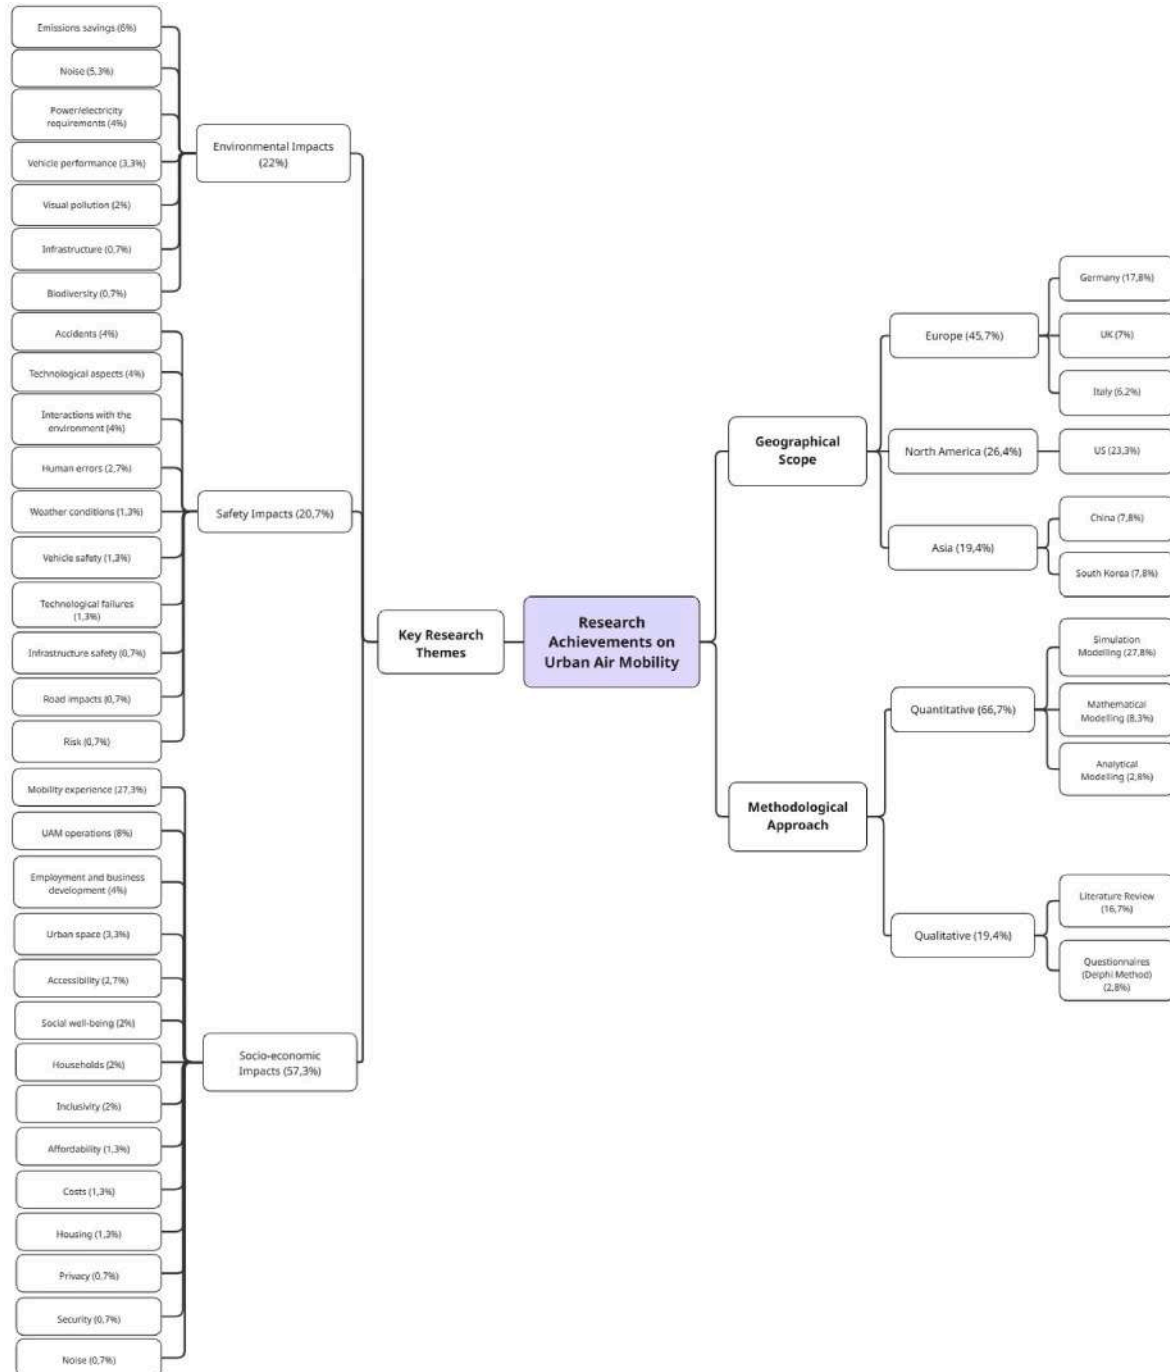 Emissions savings (6%)
Noise (5,3%)
Power/electricity
requirements (4%)
Vehicle performance (3,3%)
Visual pollution (2%)
Infrastructure (0,7%)
Biodiversity (0,7%)
Environmental Impacts
(22%)
Accidents (4%)
Technological aspects (4%)
Interactions with the
environment (4%)
Human errors (2,7%)
Weather conditions (1,3%)
Vehicle safety (1,3%)
Technological failures
(1,3%)
Infrastructure safety (0,7%)
Road impacts (0,7%)
Risk (0,7%)
Safety Impacts (20,7%)
Mobility experience (27,3%)
UAM operations (8%)
Employment and business
development (4%)
Urban space (3,3%)
Accessibility (2,7%)
Social well-being (2%)
Households (2%)
Inclusivity (2%)
Affordability (1,3%)
Costs (1,3%)
Housing (1,3%)
Privacy (0,7%)
Security (0,7%)
Noise (0,7%)
Socio-economic
Impacts (57,3%)
Key Research
Themes
Research
Achievements on
Urban Air Mobility
Geographical
Scope
Europe (45,7%)
Germany (17,8%)
UK (7%)
Italy (6,2%)
North America (26,4%)
US (23,3%)
Asia (19,4%)
China (7,8%)
South Korea (7,8%)
Methodological
Approach
Quantitative (66,7%)
Simulation
Modelling (27,8%)
Mathematical
Modelling (8,3%)
Analytical
Modelling (2,8%)
Qualitative (19,4%)
Literature Review
(16,7%)
Questionnaires
(Delphi Method)
(2,8%)